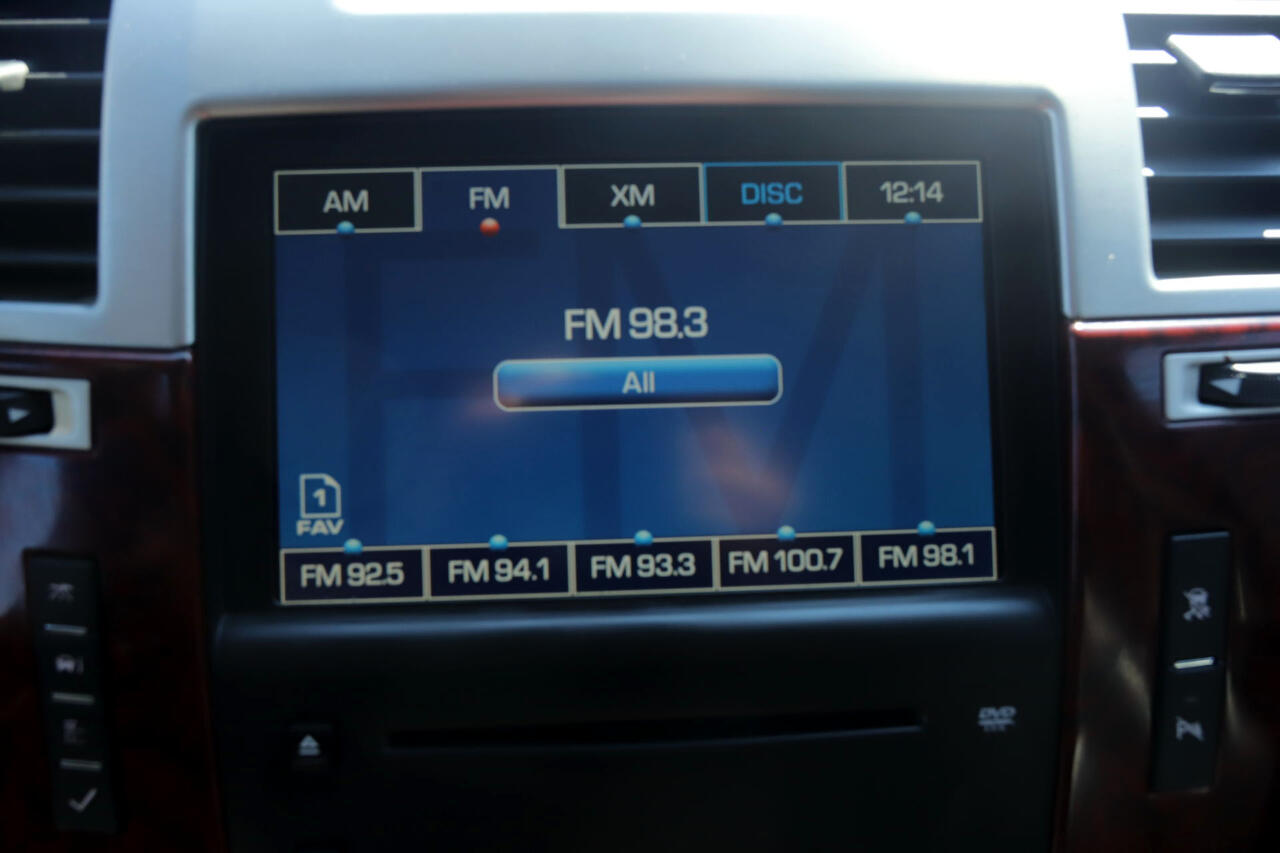 AM FM XM DISC 12:14
FM 98.3
All
1
FAV
FM 92.5 FM 94.1 FM 93.3 FM 100.7 FM 98.1
DVD